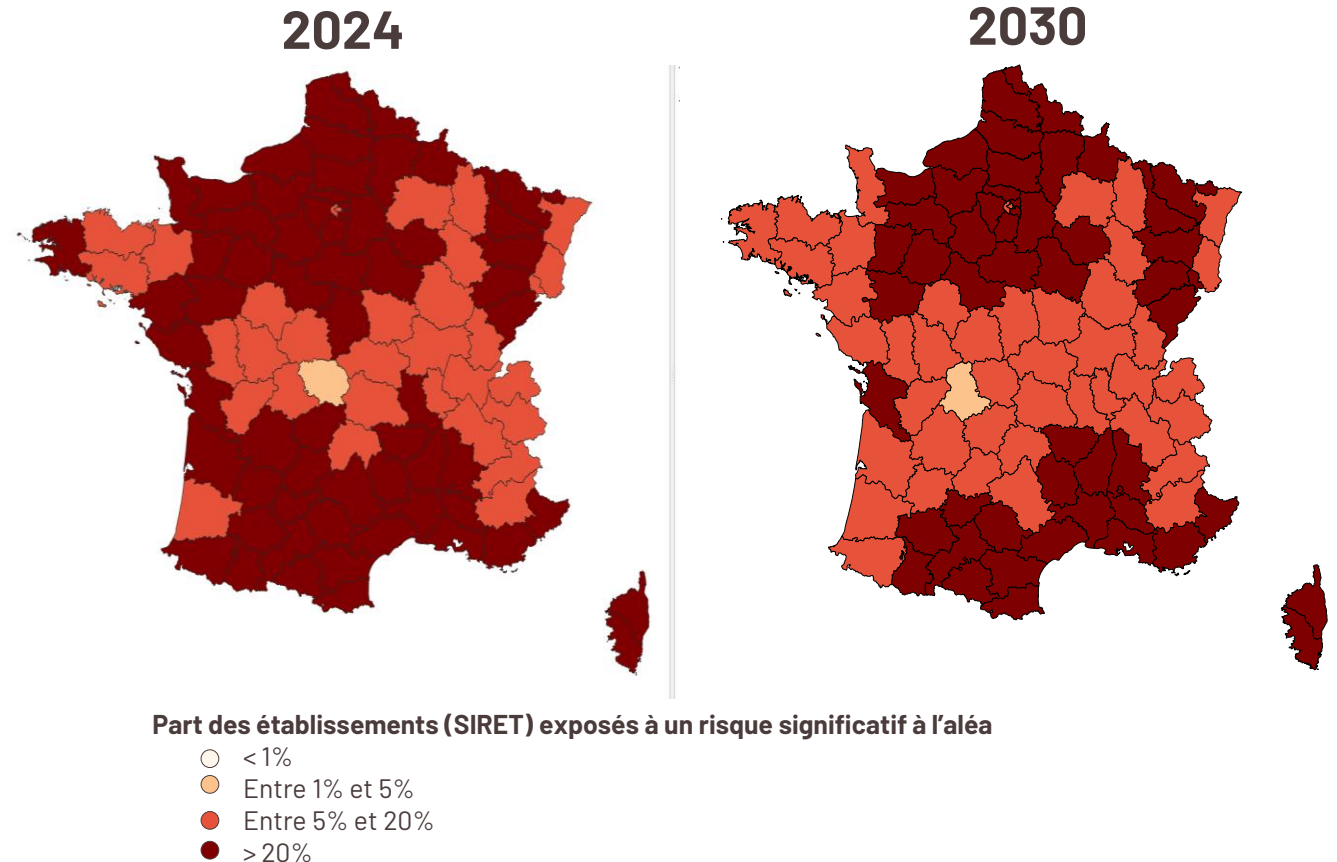 2024
2030
Part des établissements (SIRET) exposés à un risque significatif à l’aléa
< 1%
Entre 1% et 5%
Entre 5% et 20%
> 20%